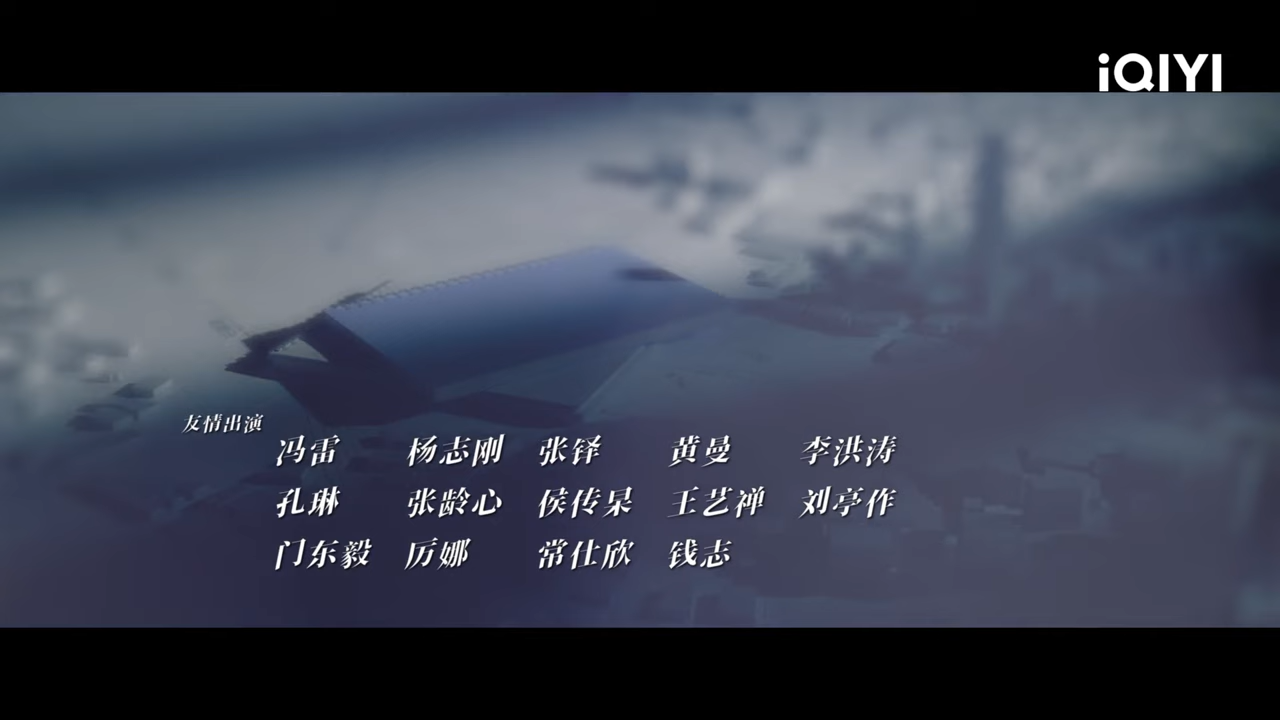 iQIYI
友情出演
冯雷 杨志刚 张铎 黄曼 李洪涛
孔琳 张龄心 侯传杲 王艺禅 刘亭作
门东毅 厉娜 常仕欣 钱志